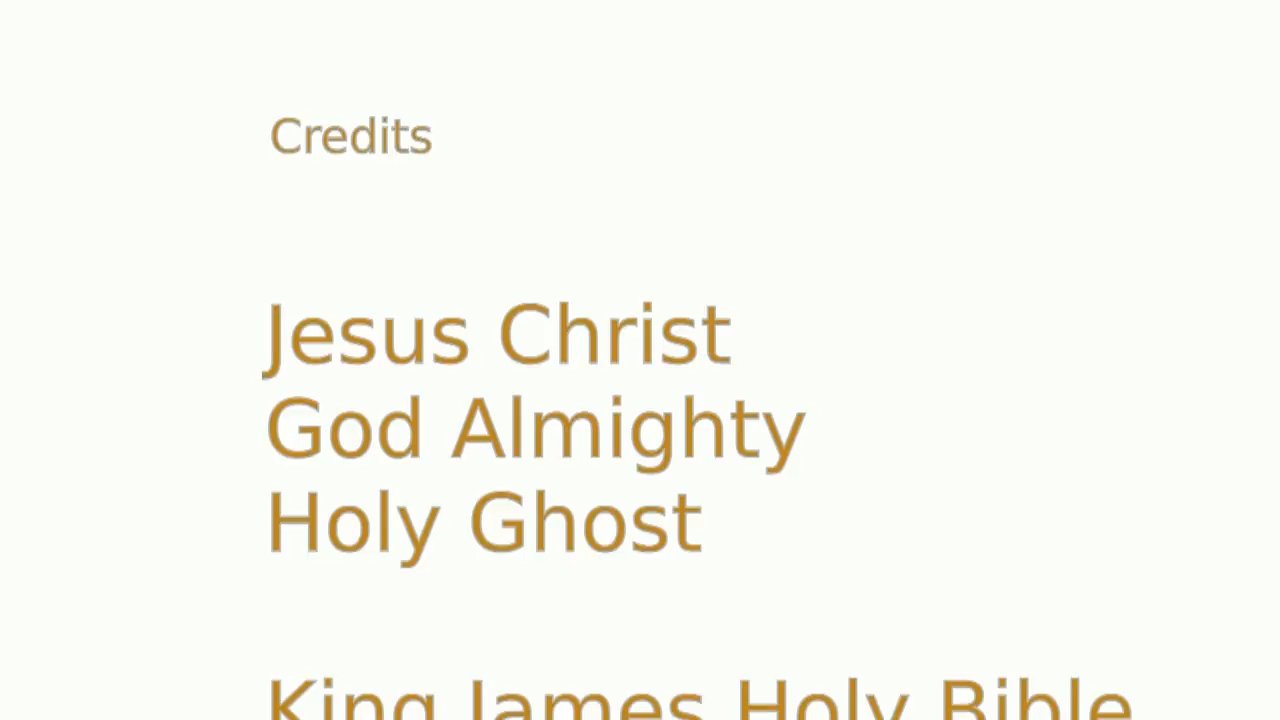 Credits
Jesus Christ
God Almighty
Holy Ghost
King James Holy Bible